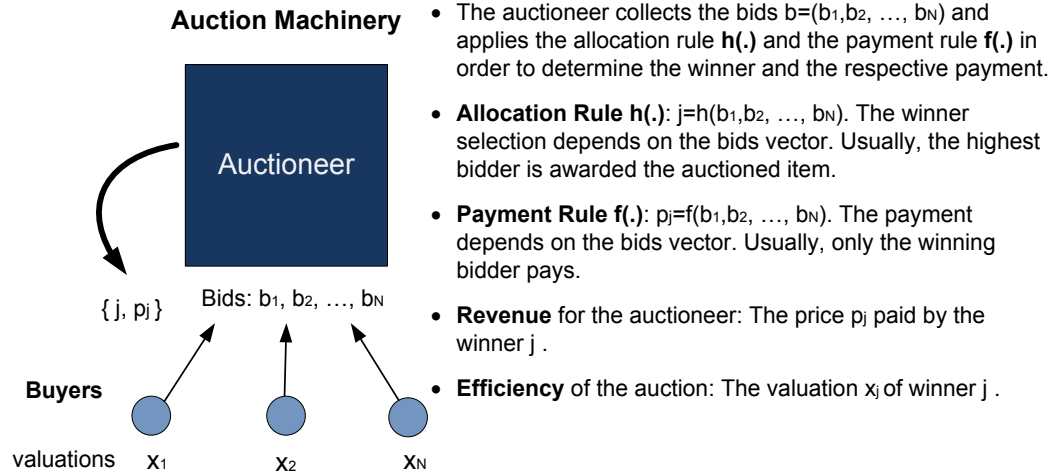 Auction Machinery
Auctioneer
{ j, pj }
Bids: b1, b2, …, bN
Buyers
valuations
x1
x2
xN
• The auctioneer collects the bids b=(b1,b2, …, bN) and
applies the allocation rule h(.) and the payment rule f(.) in
order to determine the winner and the respective payment.
• Allocation Rule h(.): j=h(b1,b2, …, bN). The winner
selection depends on the bids vector. Usually, the highest
bidder is awarded the auctioned item.
• Payment Rule f(.): pj=f(b1,b2, …, bN). The payment
depends on the bids vector. Usually, only the winning
bidder pays.
• Revenue for the auctioneer: The price pj paid by the
winner j .
• Efficiency of the auction: The valuation xj of winner j .